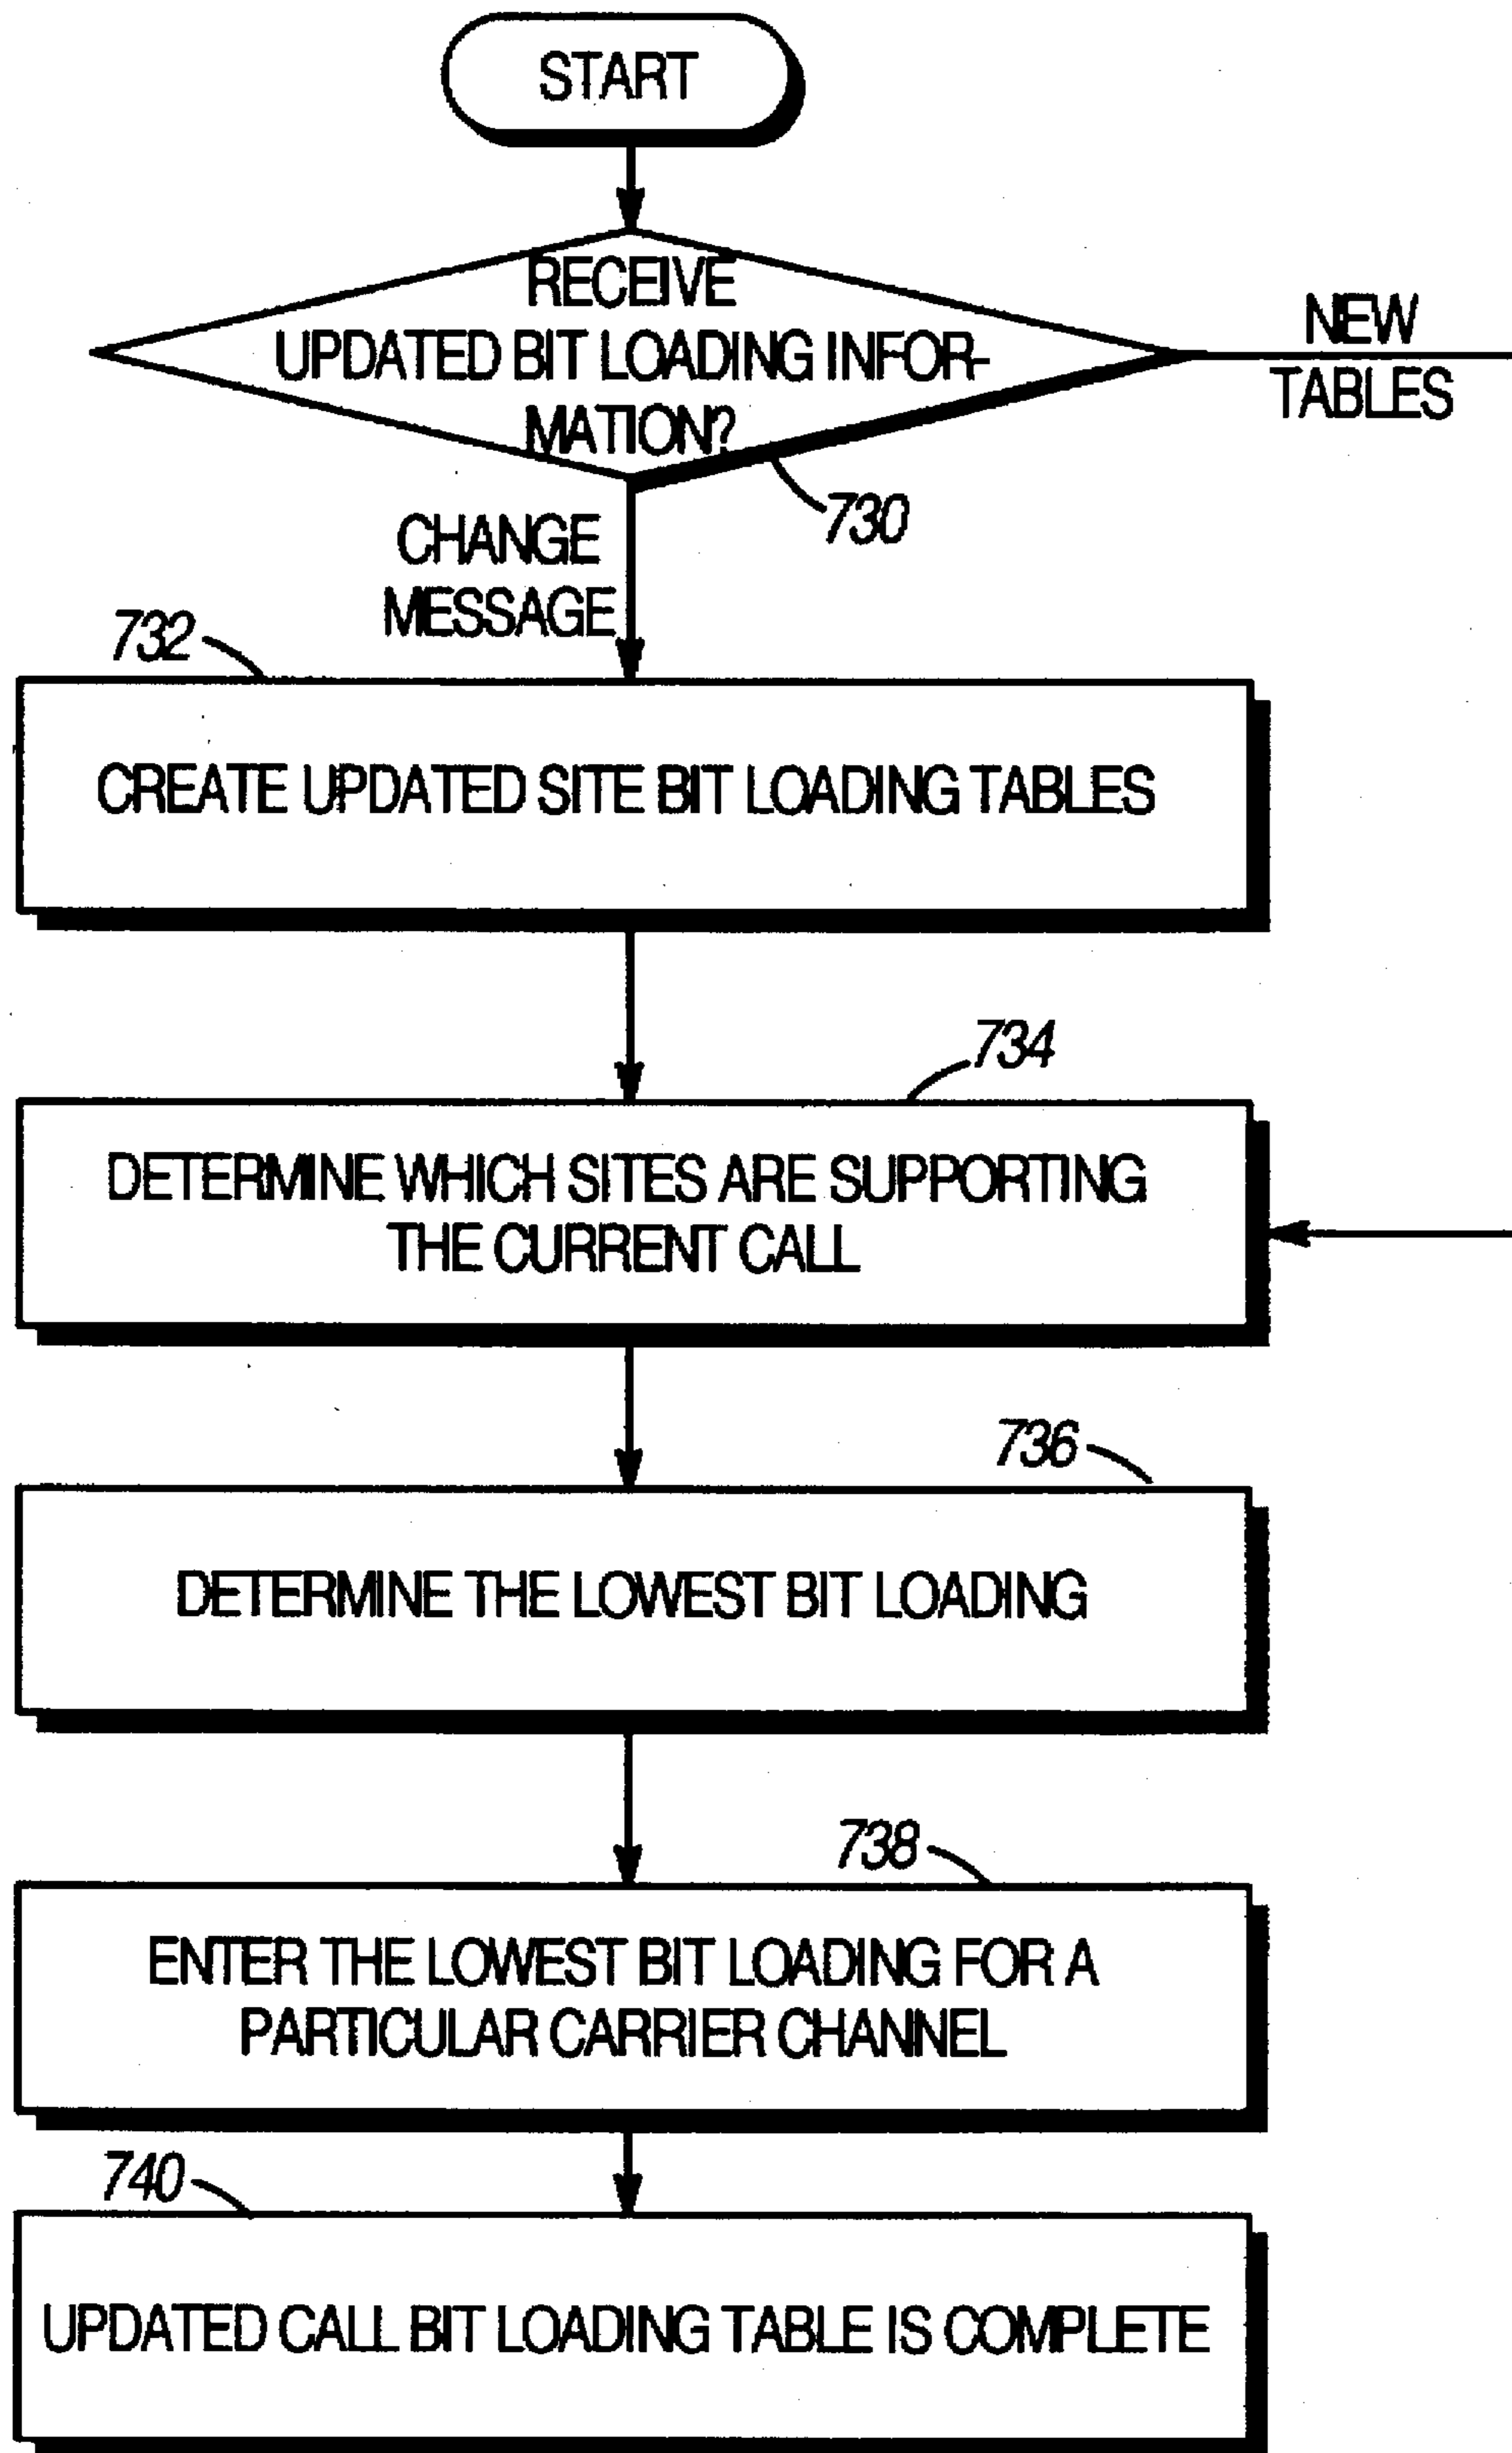 START
RECEIVE
UPDATED BIT LOADING INFOR-
MATION?
NEW
TABLES
730
CHANGE
MESSAGE
732
CREATE UPDATED SITE BIT LOADING TABLES
734
DETERMINE WHICH SITES ARE SUPPORTING
THE CURRENT CALL
736
DETERMINE THE LOWEST BIT LOADING
738
ENTER THE LOWEST BIT LOADING FOR A
PARTICULAR CARRIER CHANNEL
740
UPDATED CALL BIT LOADING TABLE IS COMPLETE